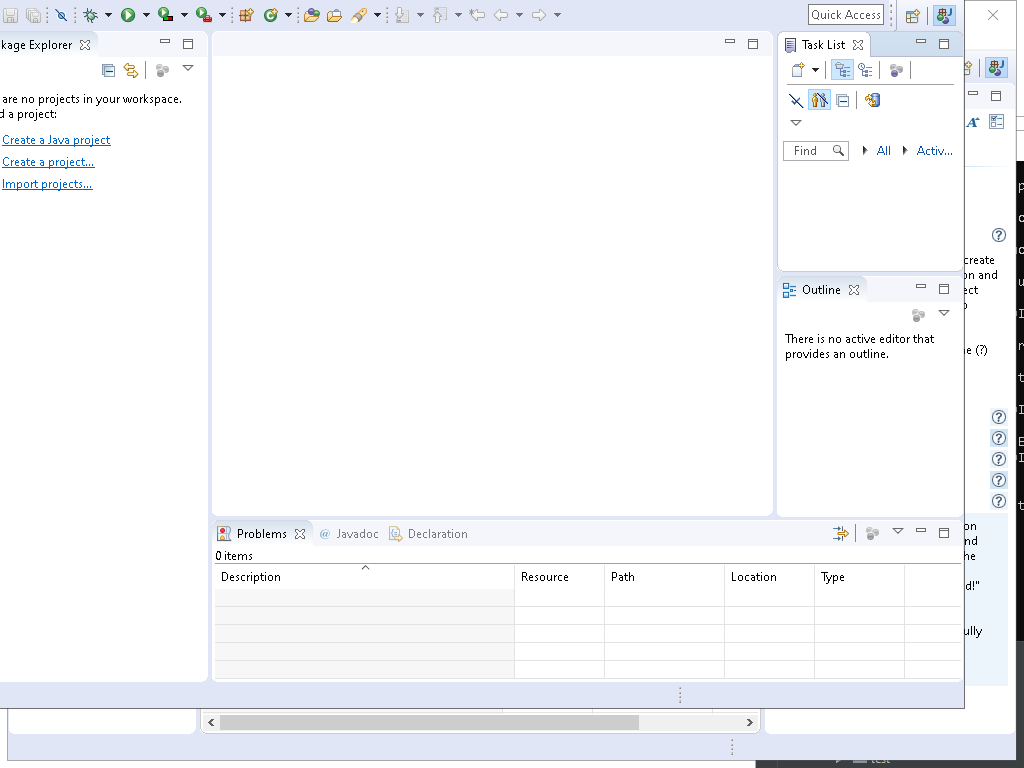 Quick Access
kage Explorer
Task List
are no projects in your workspace.
d a project:
Create a Java project
Create a project...
Import projects...
Find
All
Activ...
create
on and
ect
Outline
There is no active editor that
provides an outline.
e (?)
Problems
@ Javadoc
Declaration
0 items
Description
Resource
Path
Location
Type
on
nd
he
d!"
ully